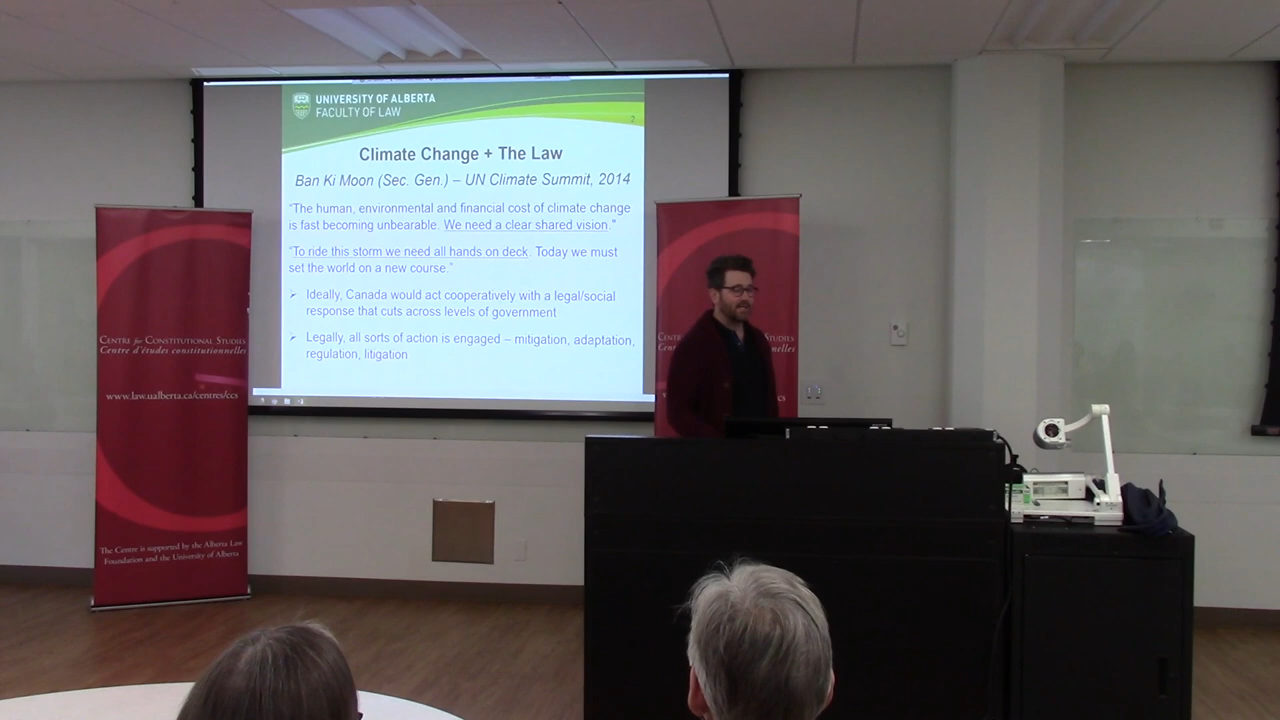 UNIVERSITY OF ALBERTA
FACULTY OF LAW
2
Climate Change + The Law
Ban Ki Moon (Sec. Gen.) – UN Climate Summit, 2014
“The human, environmental and financial cost of climate change
is fast becoming unbearable. We need a clear shared vision.”
“To ride this storm we need all hands on deck. Today we must
set the world on a new course.”
➢ Ideally, Canada would act cooperatively with a legal/social
response that cuts across levels of government
➢ Legally, all sorts of action is engaged – mitigation, adaptation,
regulation, litigation
CENTRE for CONSTITUTIONAL STUDIES
Centre d'études constitutionnelles
www.law.ualberta.ca/centres/ccs
The Centre is supported by the Alberta Law
Foundation and the University of Alberta